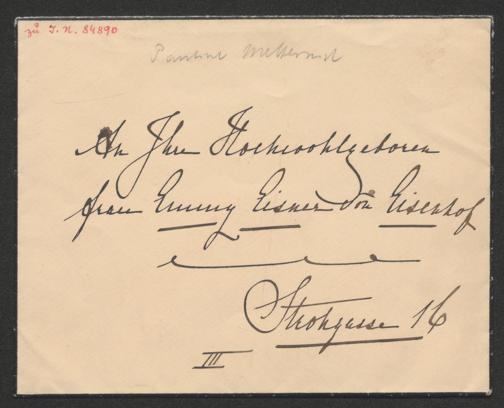 zu I. N. 84890
Pauline Metternich
An Ihre Hochwohlgeboren
frau Emmy Eisner von Eisenhof
Strohgasse 16
III